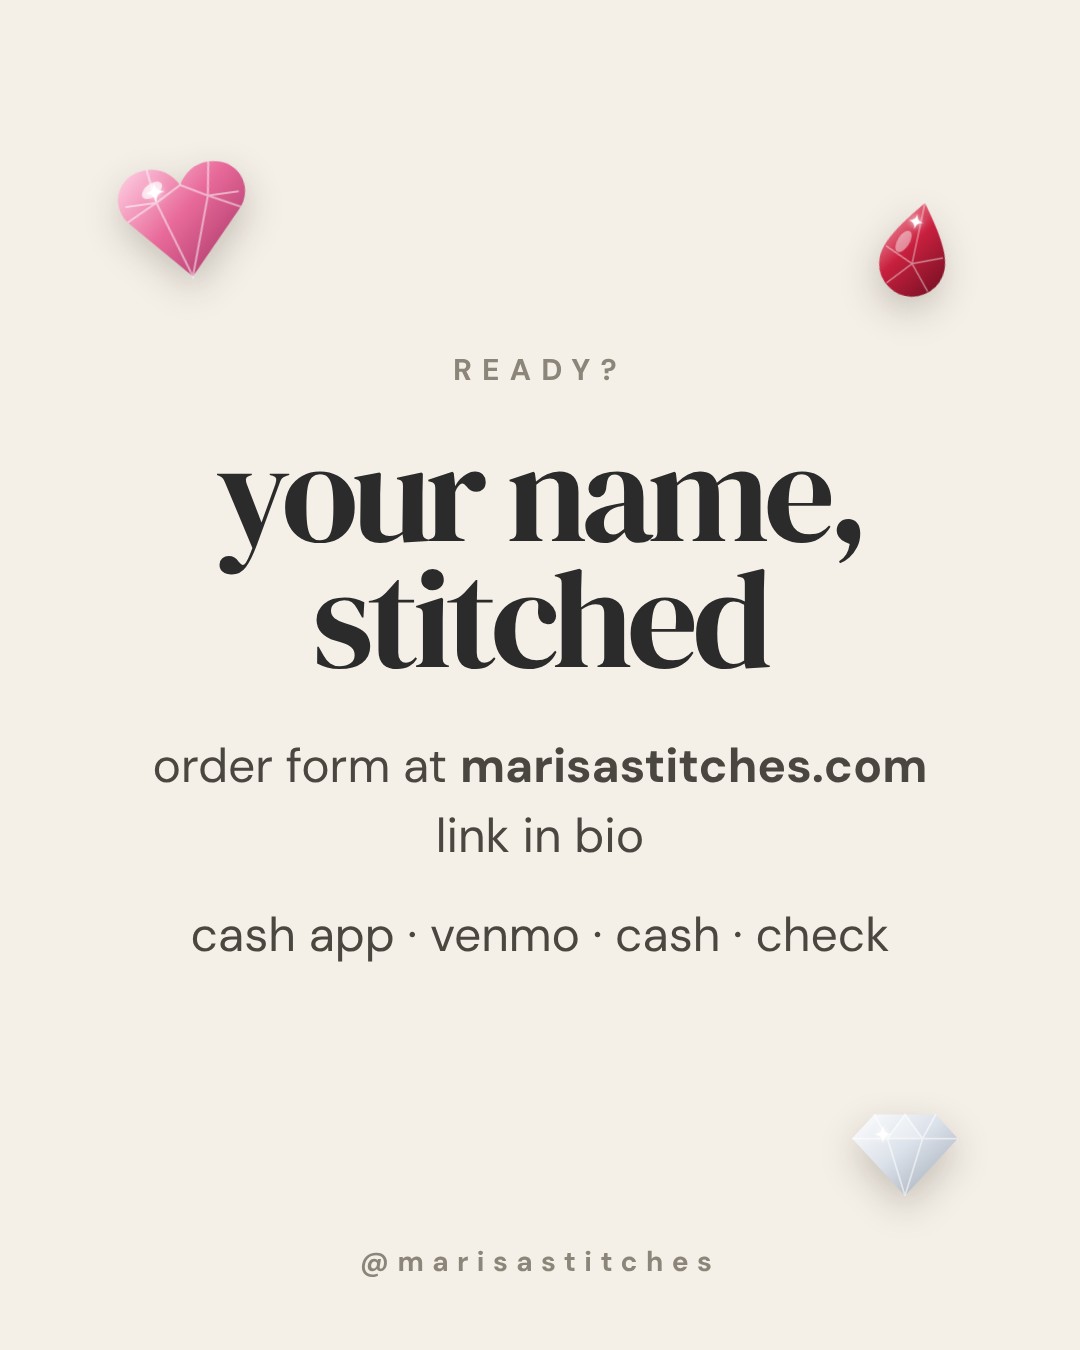 READY?
your name,
stitched
order form at marisastitches.com
link in bio
cash app · venmo · cash · check
@marisastitches